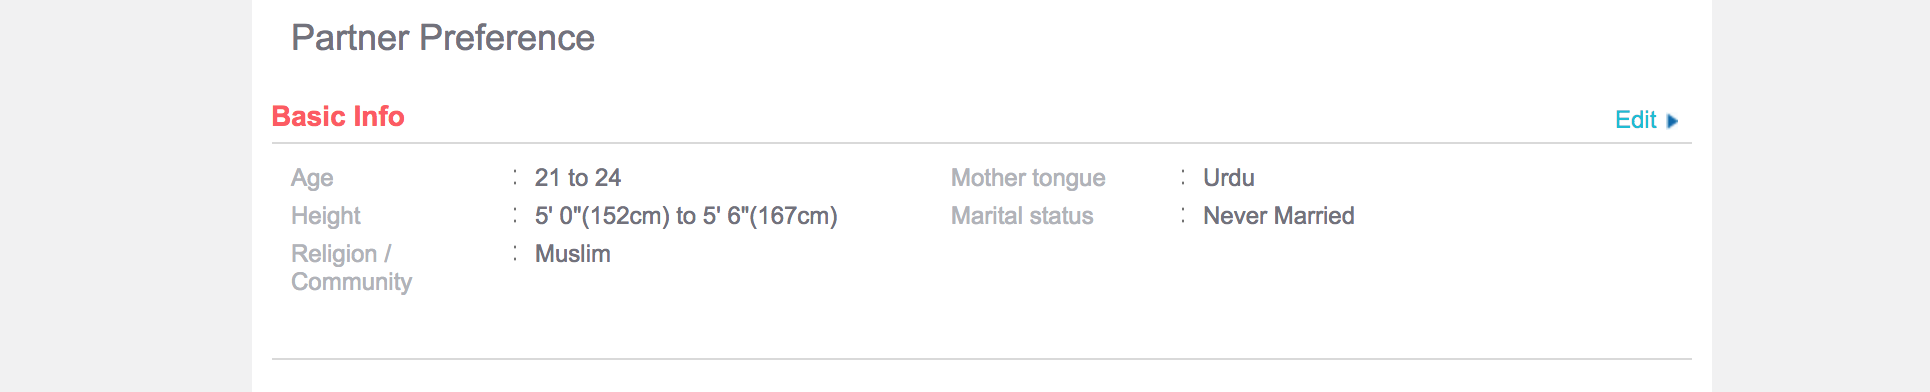 Partner Preference
Basic Info
Edit
Age : 21 to 24
Mother tongue : Urdu
Height : 5' 0"(152cm) to 5' 6"(167cm)
Marital status : Never Married
Religion / : Muslim
Community